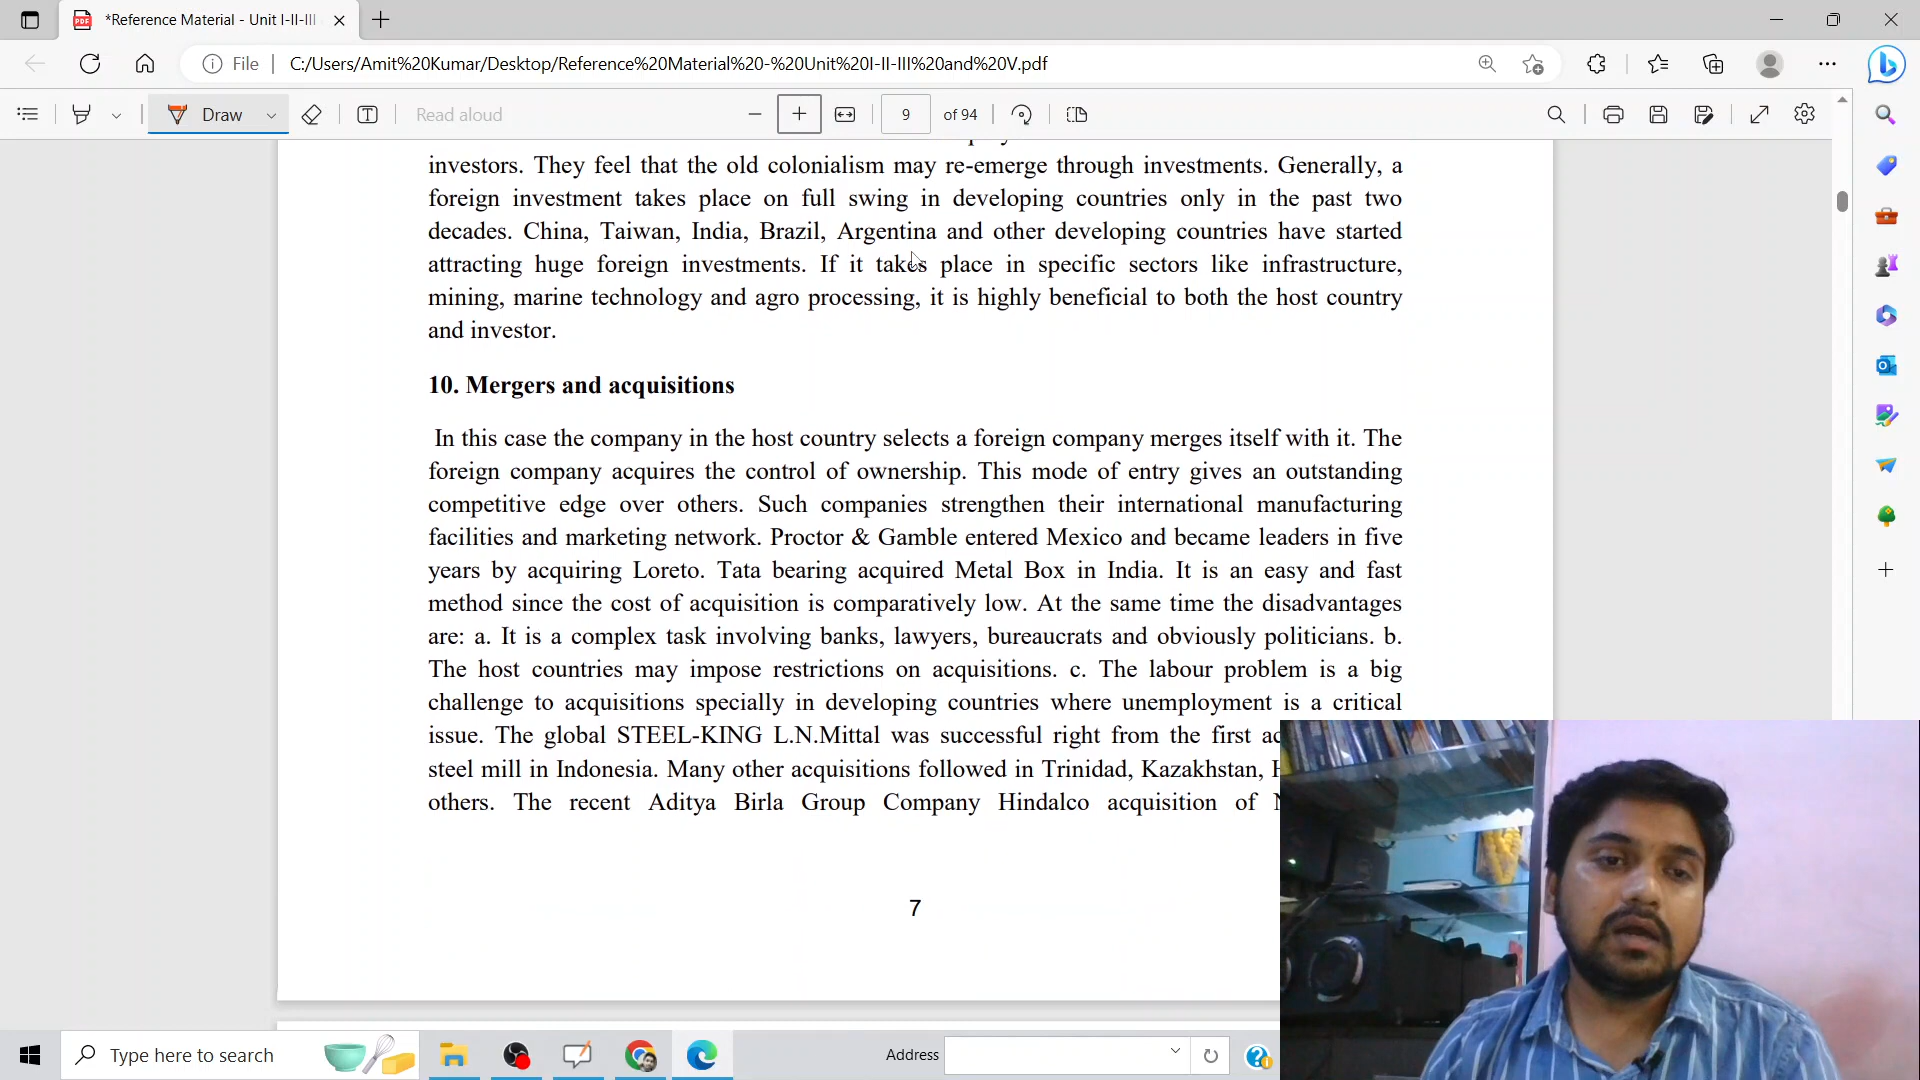 *Reference Material - Unit I-II-III
File
C:/Users/Amit%20Kumar/Desktop/Reference%20Material%20-%20Unit%20I-II-III%20and%20V.pdf
Draw
Read aloud
9 of 94
investors. They feel that the old colonialism may re-emerge through investments. Generally, a
foreign investment takes place on full swing in developing countries only in the past two
decades. China, Taiwan, India, Brazil, Argentina and other developing countries have started
attracting huge foreign investments. If it takes place in specific sectors like infrastructure,
mining, marine technology and agro processing, it is highly beneficial to both the host country
and investor.
10. Mergers and acquisitions
In this case the company in the host country selects a foreign company merges itself with it. The
foreign company acquires the control of ownership. This mode of entry gives an outstanding
competitive edge over others. Such companies strengthen their international manufacturing
facilities and marketing network. Proctor & Gamble entered Mexico and became leaders in five
years by acquiring Loreto. Tata bearing acquired Metal Box in India. It is an easy and fast
method since the cost of acquisition is comparatively low. At the same time the disadvantages
are: a. It is a complex task involving banks, lawyers, bureaucrats and obviously politicians. b.
The host countries may impose restrictions on acquisitions. c. The labour problem is a big
challenge to acquisitions specially in developing countries where unemployment is a critical
issue. The global STEEL-KING L.N.Mittal was successful right from the first
steel mill in Indonesia. Many other acquisitions followed in Trinidad, Kazakhstan,
others. The recent Aditya Birla Group Company Hindalco acquisition of
7
Type here to search
Address